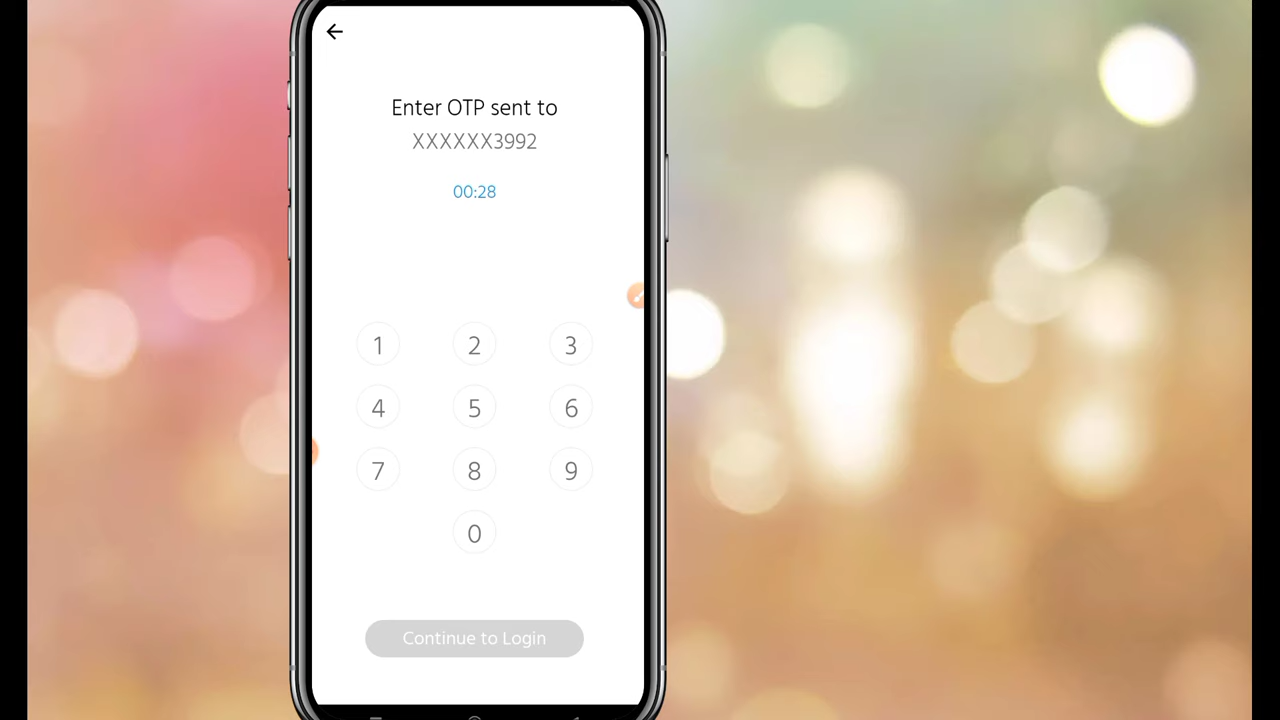 Enter OTP sent to
XXXXXX3992
00:28
1 2 3
4 5 6
7 8 9
0
Continue to Login